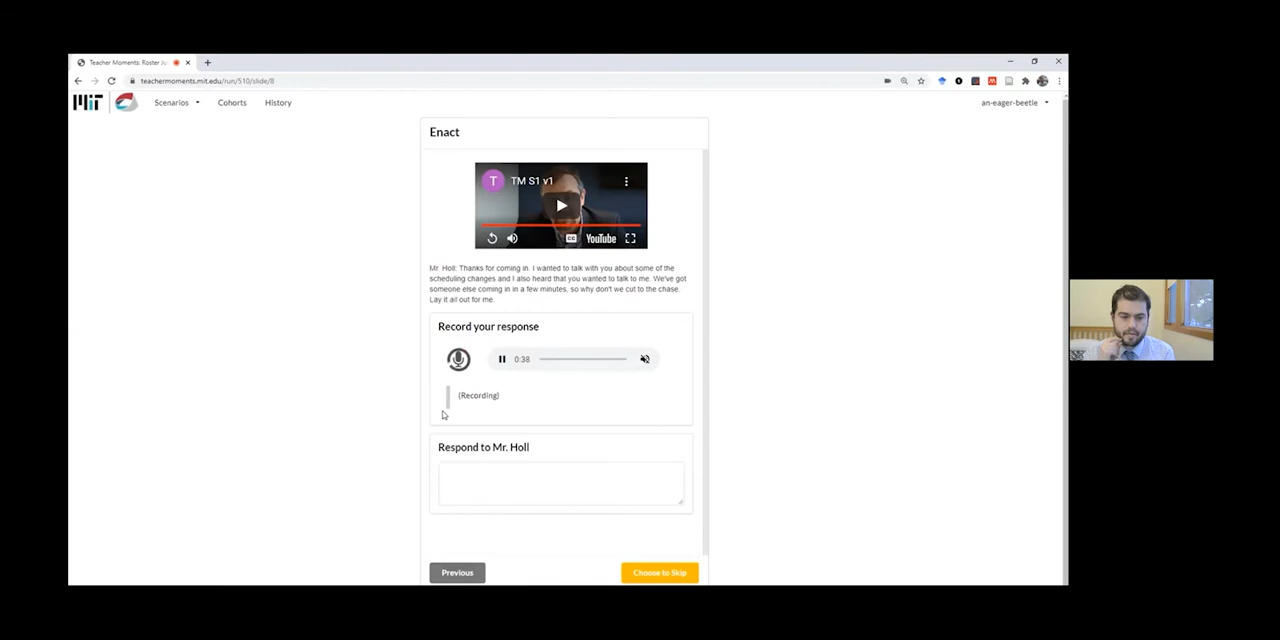 Teacher Moments: Roster Ju
teachermoments.mit.edu/run/510/slide/8
MIT
Scenarios
Cohorts
History
an-eager-beetle
Enact
T
TM S1 v1
CC
YouTube
Mr. Holl: Thanks for coming in. I wanted to talk with you about some of the
scheduling changes and I also heard that you wanted to talk to me. We've got
someone else coming in in a few minutes, so why don't we cut to the chase.
Lay it all out for me.
Record your response
0:38
(Recording)
Respond to Mr. Holl
Previous
Choose to Skip